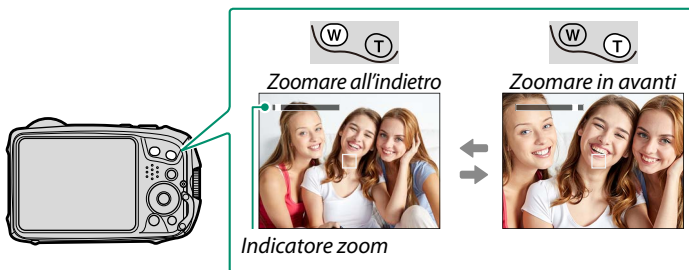 W T
W T
Zoomare all'indietro
Zoomare in avanti
Indicatore zoom